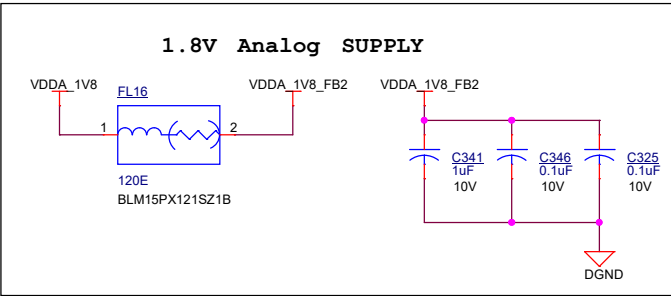 1.8V Analog SUPPLY
VDDA_1V8
FL16
VDDA_1V8_FB2
VDDA_1V8_FB2
1
2
120E
BLM15PX121SZ1B
C341
1uF
10V
C346
0.1uF
10V
C325
0.1uF
10V
DGND